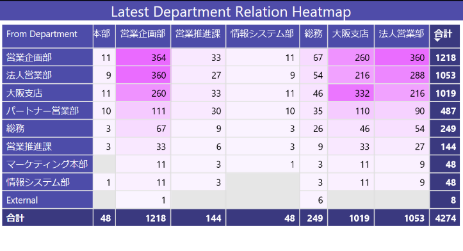 Latest Department Relation Heatmap
From Department 本部 営業企画部 営業推進課 情報システム部 総務 大阪支店 法人営業部 合計
営業企画部 11 364 33 11 67 260 360 1218
法人営業部 9 360 27 9 54 216 288 1053
大阪支店 11 260 33 11 46 332 216 1019
パートナー営業部 10 111 30 10 35 110 90 487
総務 3 67 9 3 26 46 54 249
営業推進課 3 33 6 3 9 33 27 144
マーケティング本部 11 3 1 3 11 9 48
情報システム部 1 11 3 3 11 9 48
External 1 6 8
合計 48 1218 144 48 249 1019 1053 4274